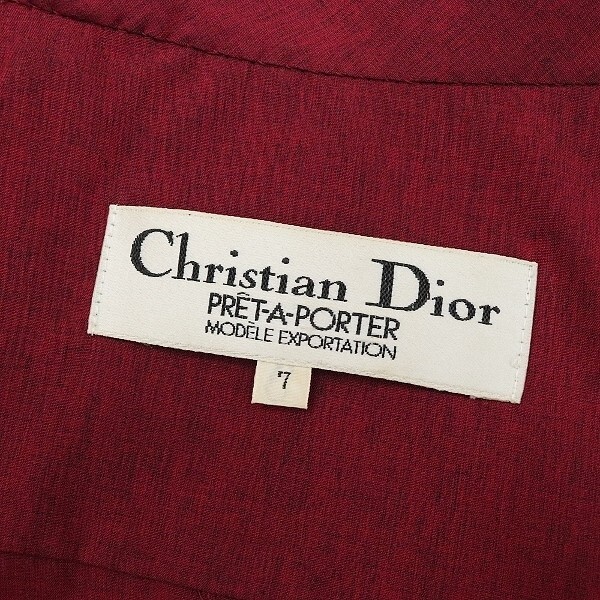 Christian Dior
PRÊT-A-PORTER
MODÈLE EXPORTATION
7